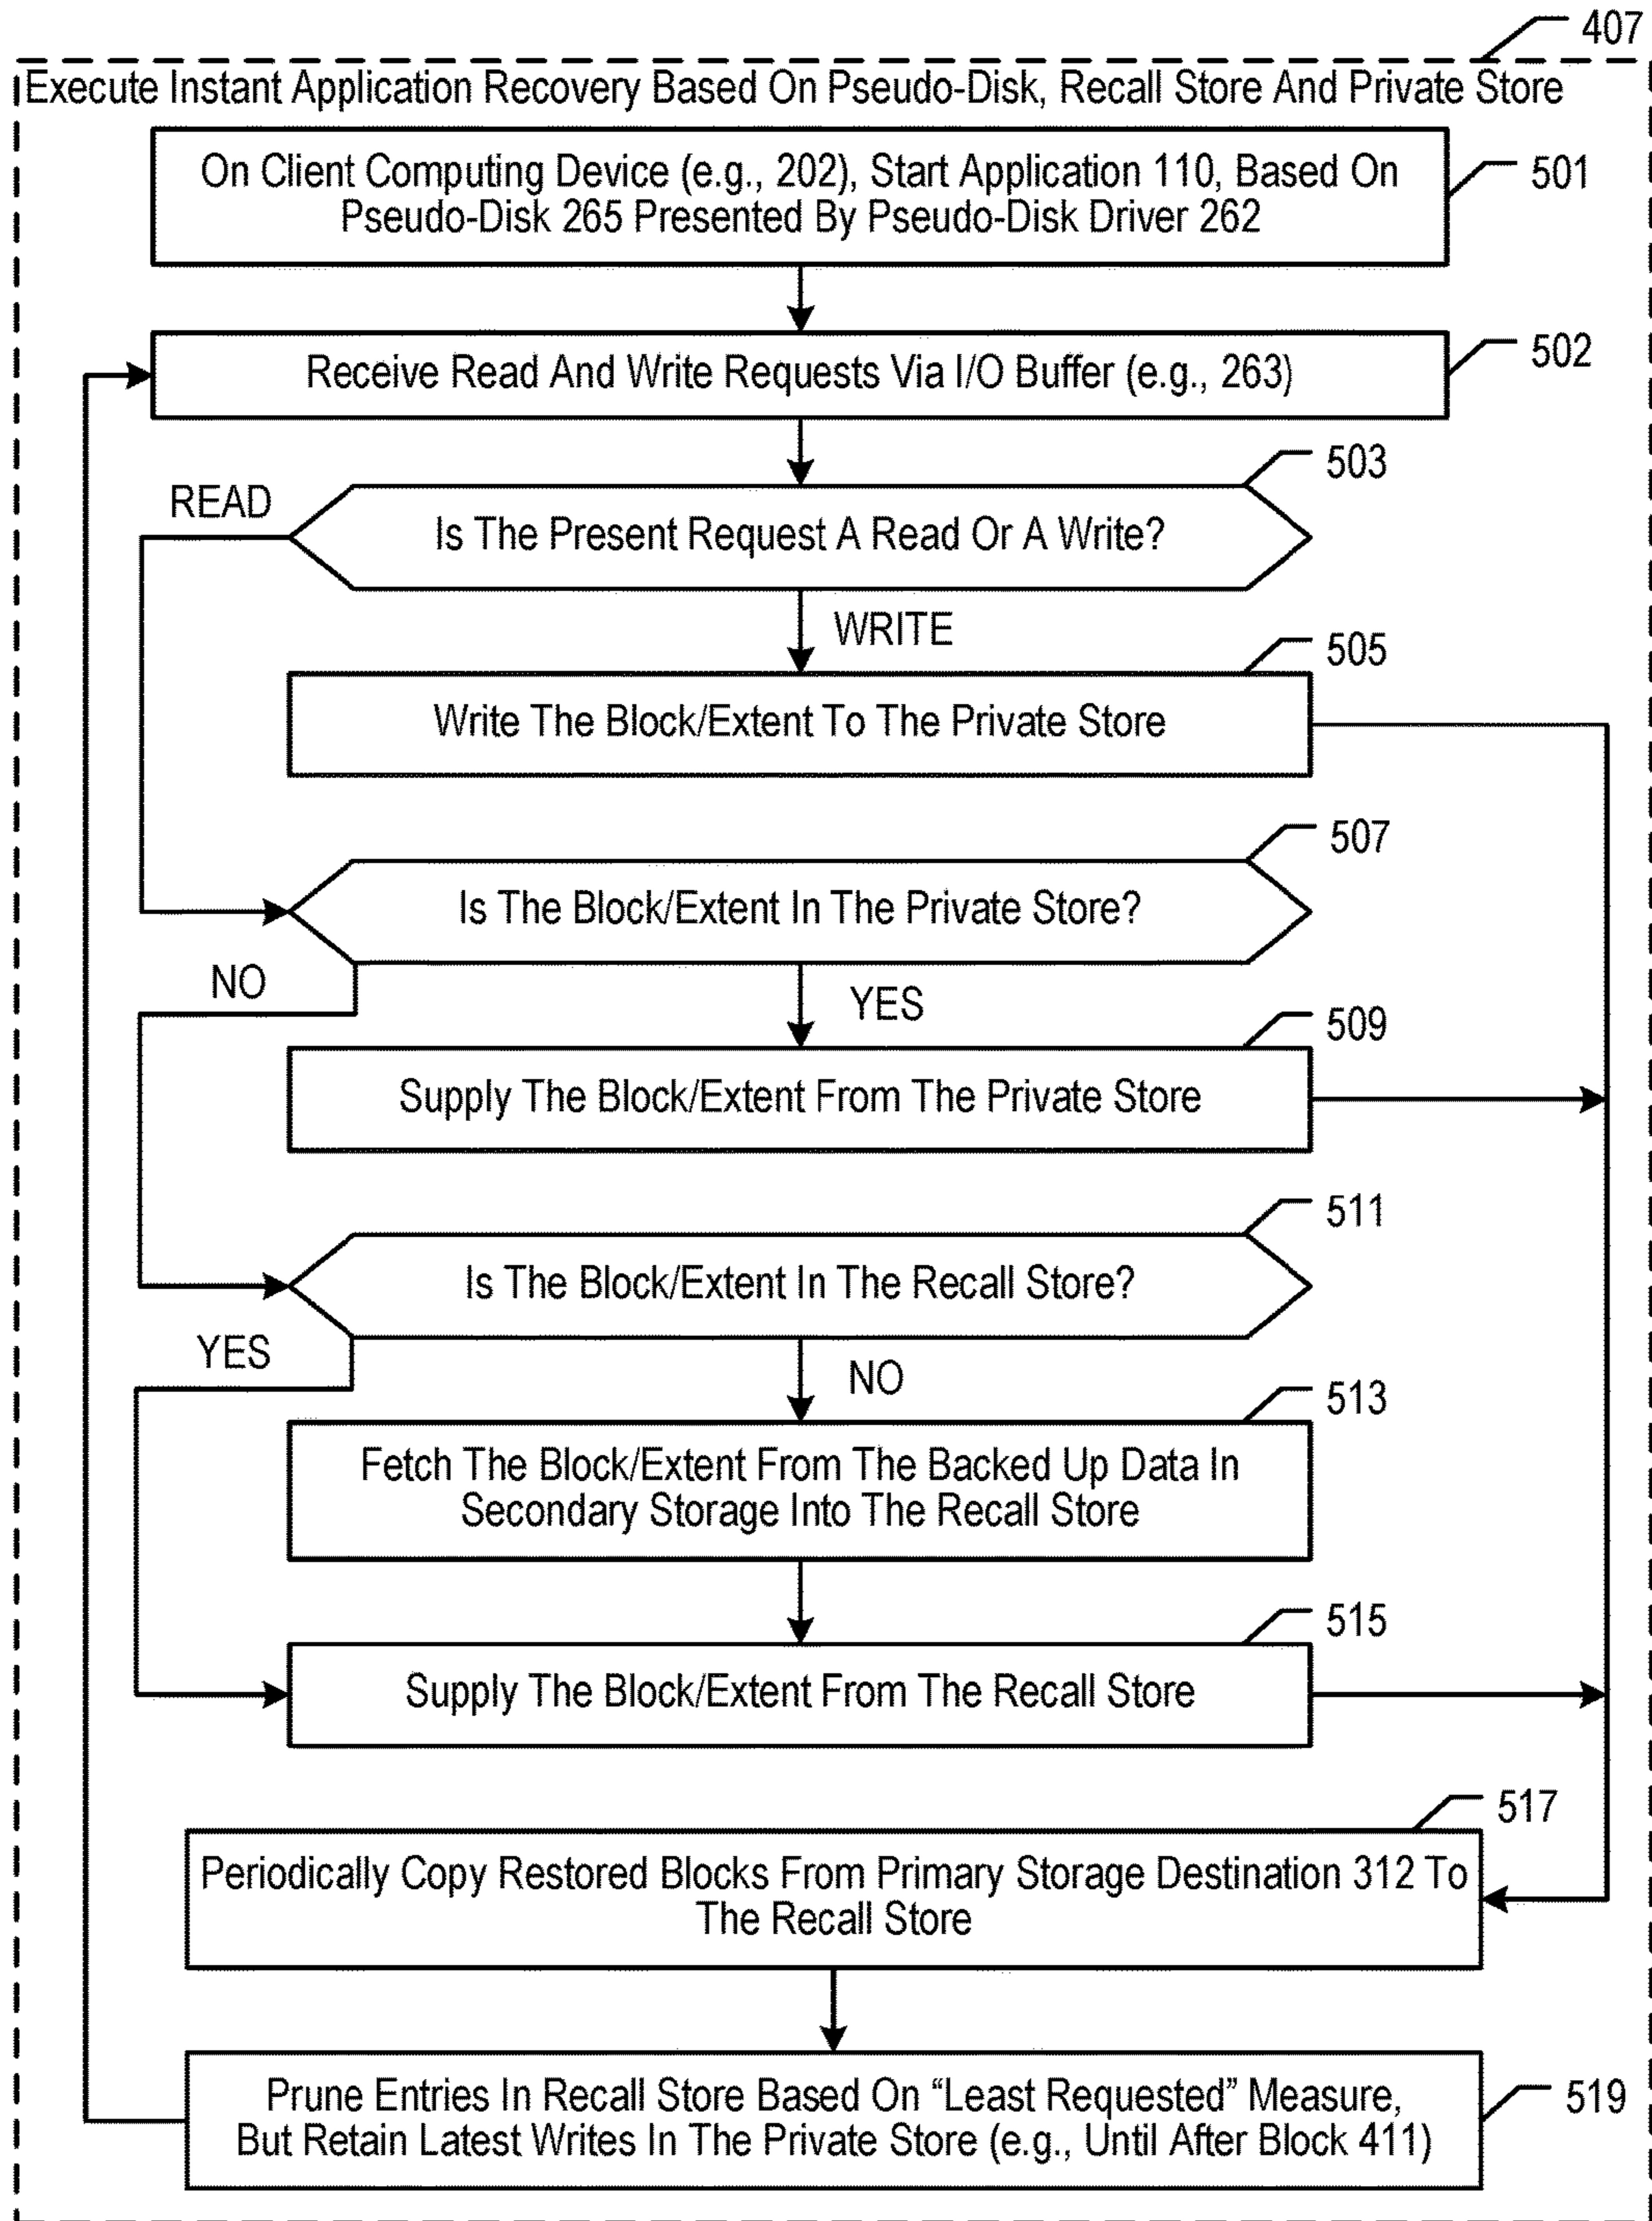 407
Execute Instant Application Recovery Based On Pseudo-Disk, Recall Store And Private Store
On Client Computing Device (e.g., 202), Start Application 110, Based On
Pseudo-Disk 265 Presented By Pseudo-Disk Driver 262
501
Receive Read And Write Requests Via I/O Buffer (e.g., 263)
502
503
READ
Is The Present Request A Read Or A Write?
WRITE
505
Write The Block/Extent To The Private Store
507
Is The Block/Extent In The Private Store?
NO
YES
509
Supply The Block/Extent From The Private Store
511
Is The Block/Extent In The Recall Store?
YES
NO
513
Fetch The Block/Extent From The Backed Up Data In
Secondary Storage Into The Recall Store
515
Supply The Block/Extent From The Recall Store
517
Periodically Copy Restored Blocks From Primary Storage Destination 312 To
The Recall Store
Prune Entries In Recall Store Based On “Least Requested” Measure,
But Retain Latest Writes In The Private Store (e.g., Until After Block 411)
519